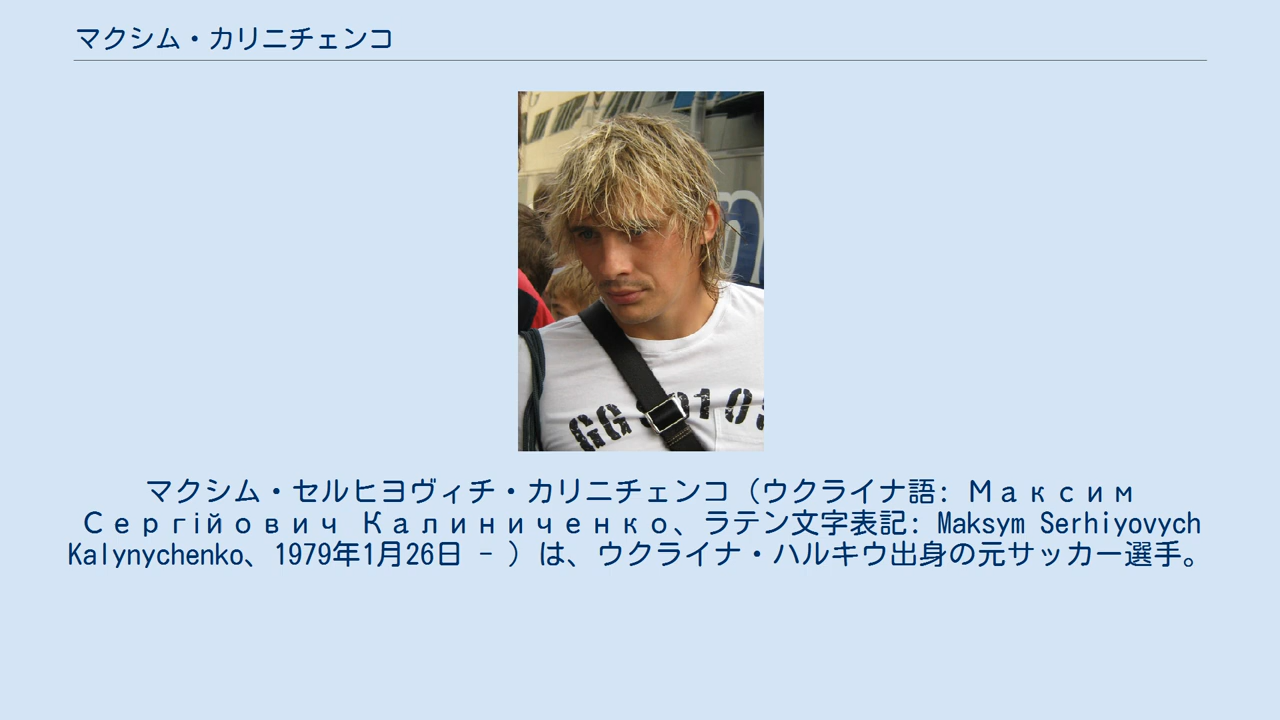 マクシム・カリニチェンコ
GG S0103
マクシム・セルヒヨヴィチ・カリニチェンコ（ウクライナ語: Максим
Сергійович Калиниченко、ラテン文字表記: Maksym Serhiyovych
Kalynychenko、1979年1月26日 - ）は、ウクライナ・ハルキウ出身の元サッカー選手。